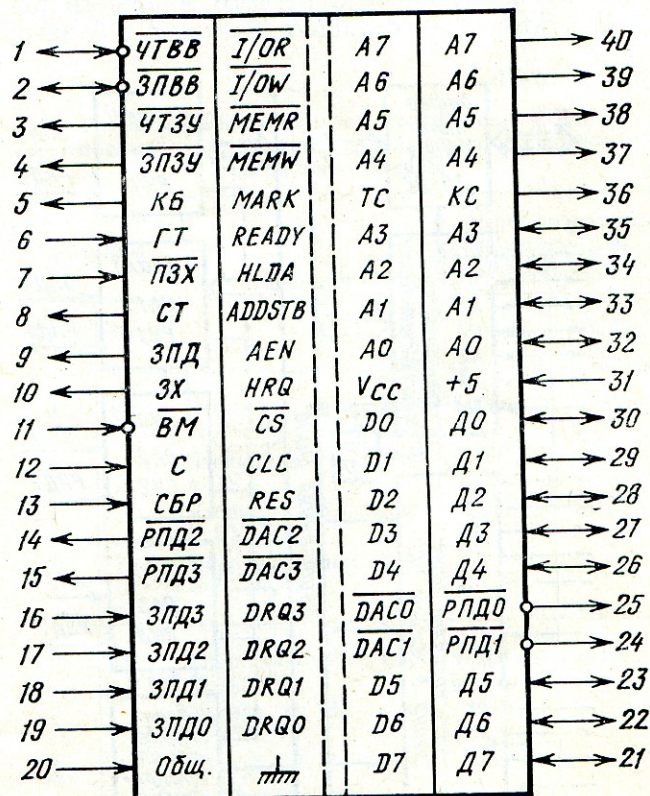 1 ЧТВВ I/OR A7 A7 40
2 ЗПВВ I/OW A6 A6 39
3 ЧТЗУ MEMR A5 A5 38
4 ЗПЗУ MEMW A4 A4 37
5 КБ MARK TC КС 36
6 ГТ READY A3 A3 35
7 ПЗХ HLDA A2 A2 34
8 СТ ADDSTB A1 A1 33
9 ЗПД AEN A0 A0 32
10 ЗХ HRQ VCC +5 31
11 ВМ CS D0 Д0 30
12 С CLC D1 Д1 29
13 СБР RES D2 Д2 28
14 РПД2 DAC2 D3 Д3 27
15 РПД3 DAC3 D4 Д4 26
16 ЗПД3 DRQ3 DAC0 РПД0 25
17 ЗПД2 DRQ2 DAC1 РПД1 24
18 ЗПД1 DRQ1 D5 Д5 23
19 ЗПД0 DRQ0 D6 Д6 22
20 Общ. D7 Д7 21